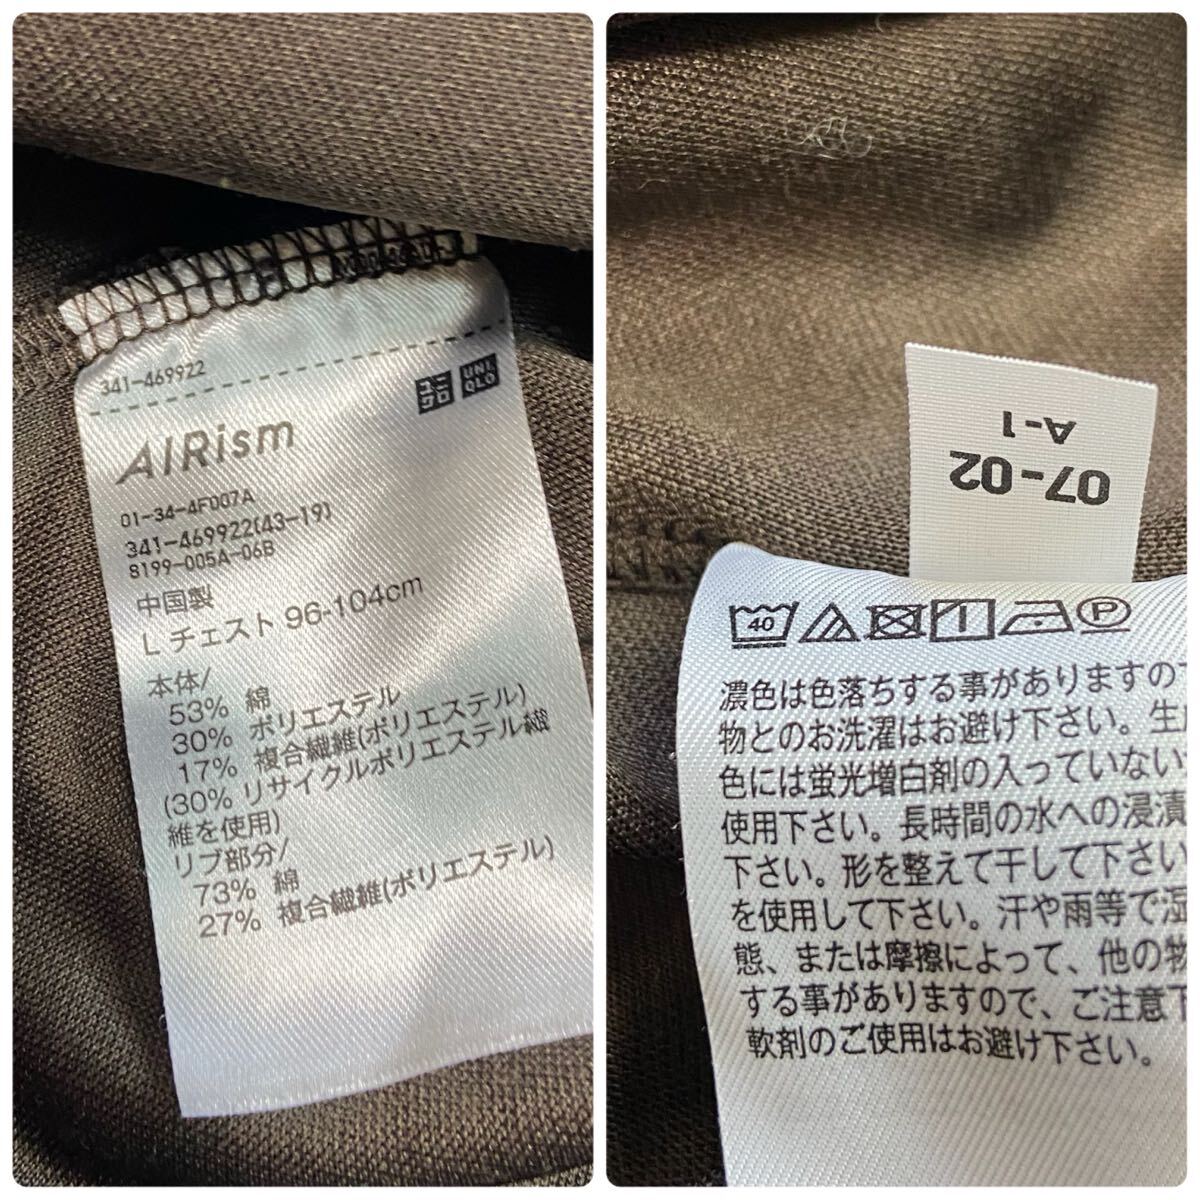 341-469922
ユニ
クロ
UNI
QLO
AIRism
01-34-4F007A
341-469922(43-19)
8199-005A-06B
中国製
L チェスト 96-104cm
本体/
53% 綿
30% ポリエステル
17% 複合繊維(ポリエステル)
(30% リサイクルポリエステル繊
維を使用)
リブ部分/
73% 綿
27% 複合繊維(ポリエステル)
07-02
A-1
40
P
濃色は色落ちする事がありますので
物とのお洗濯はお避け下さい。生成
色には蛍光増白剤の入っていない
使用下さい。長時間の水への浸漬
下さい。形を整えて干して下さい
を使用して下さい。汗や雨等で湿
態、または摩擦によって、他の物
する事がありますので、ご注意下
軟剤のご使用はお避け下さい。